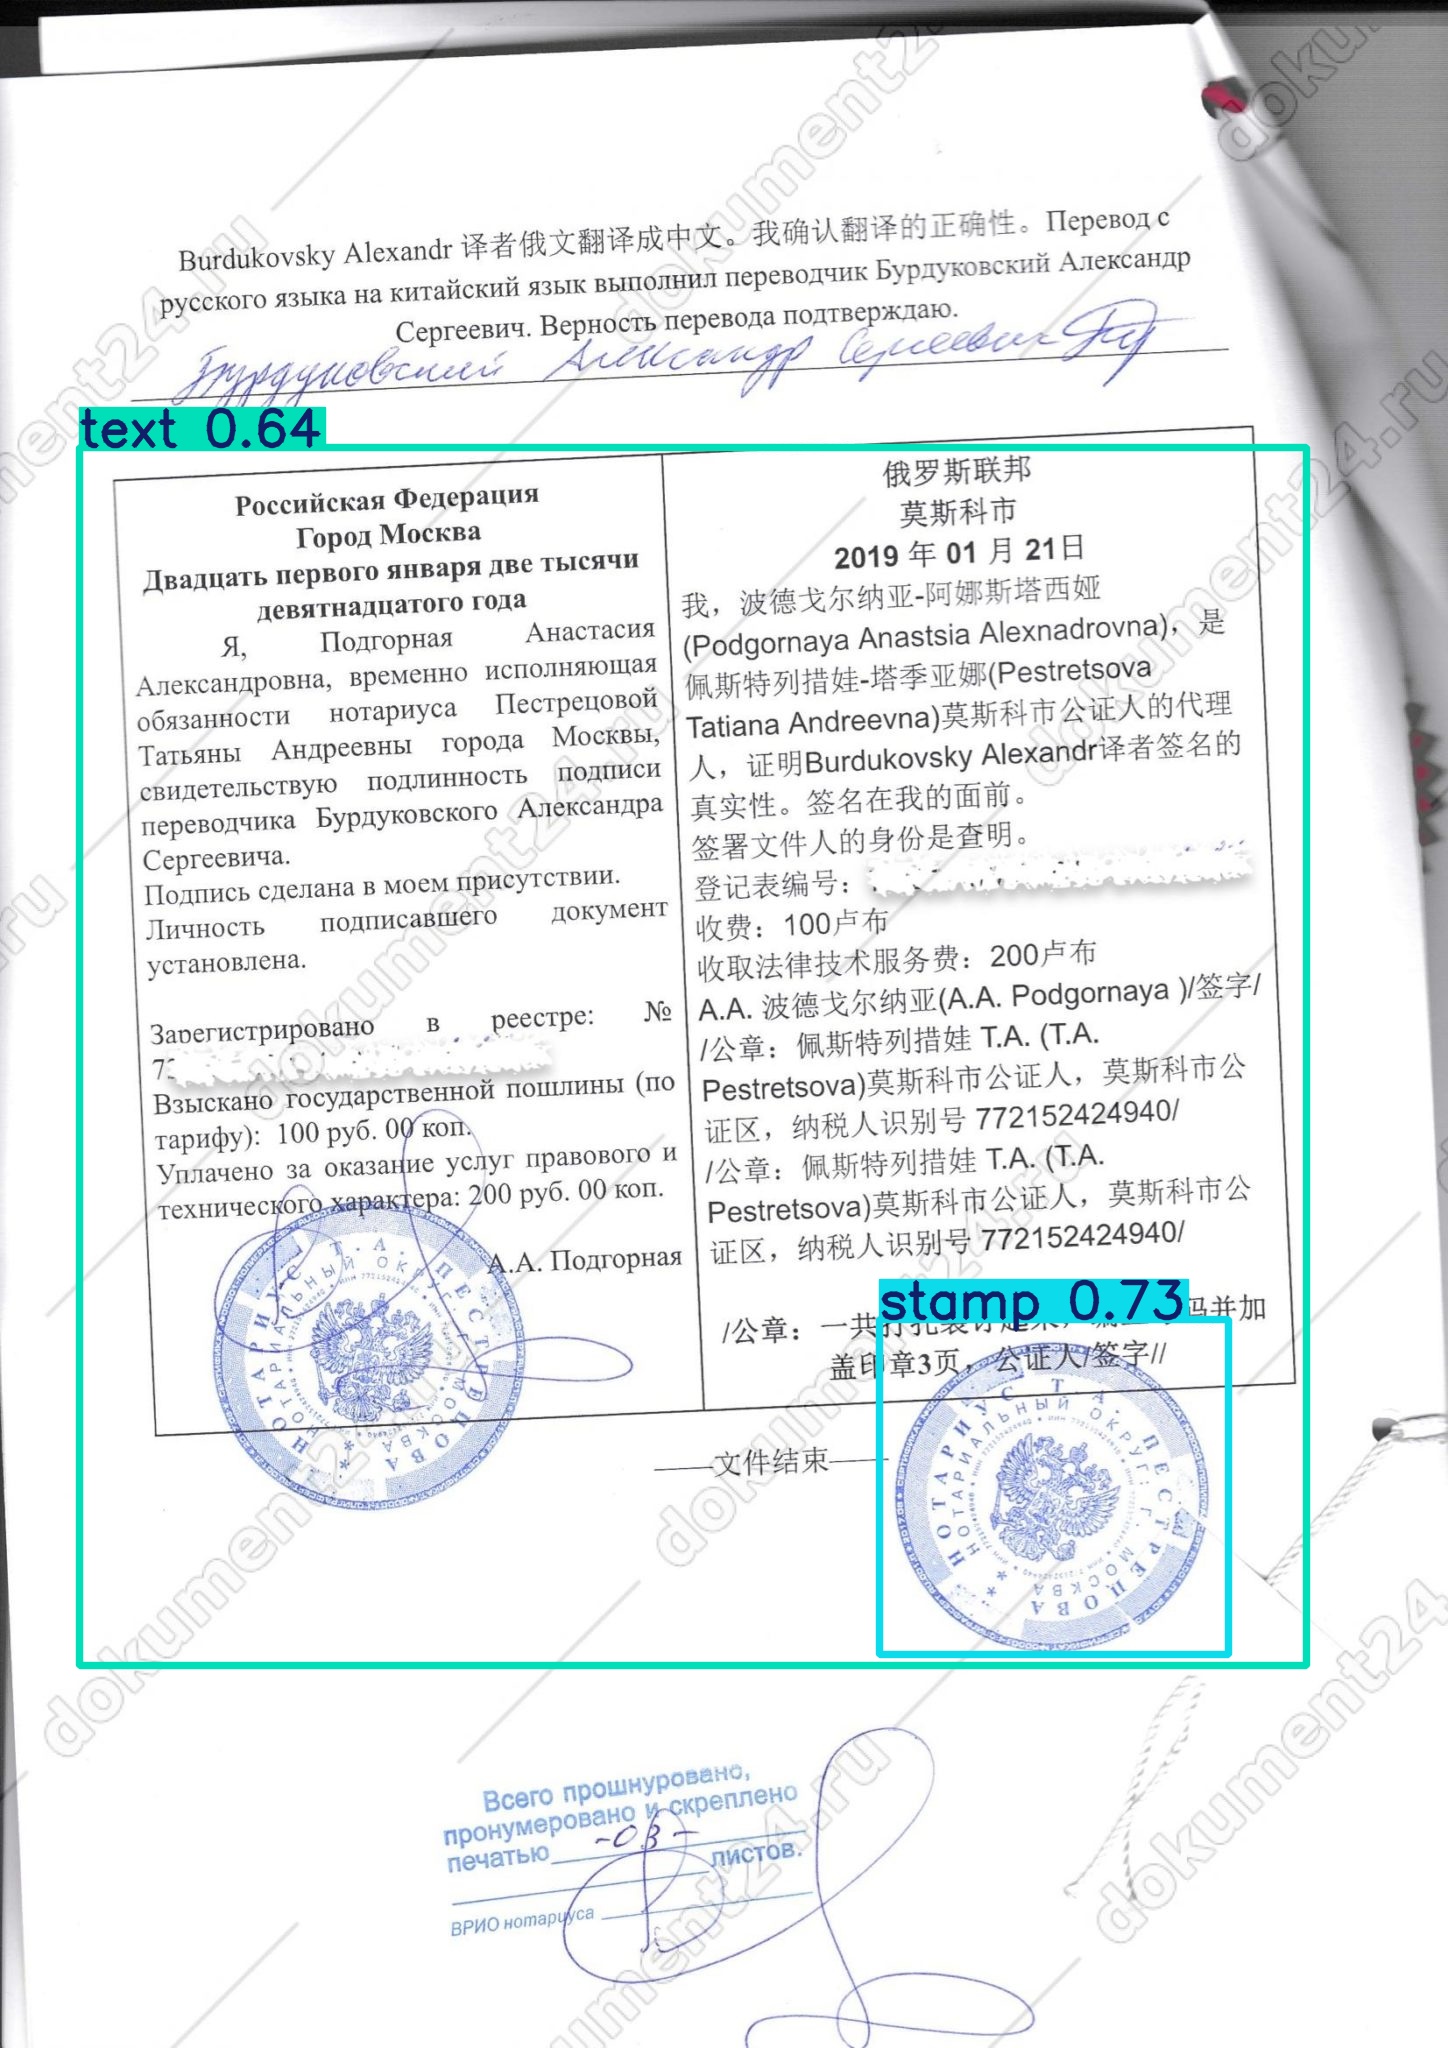 Burdukovsky Alexandr 译者俄文翻译成中文。我确认翻译的正确性。Перевод с
русского языка на китайский язык выполнил переводчик Бурдуковский Александр
Сергеевич. Верность перевода подтверждаю.
Бурдуковский Александр Сергеевич
text 0.64
Российская Федерация
Город Москва
Двадцать первого января две тысячи
девятнадцатого года
Я, Подгорная Анастасия
Александровна, временно исполняющая
обязанности нотариуса Пестрецовой
Татьяны Андреевны города Москвы,
свидетельствую подлинность подписи
переводчика Бурдуковского Александра
Сергеевича.
Подпись сделана в моем присутствии.
Личность подписавшего документ
установлена.
Зарегистрировано в реестре: №
Взыскано государственной пошлины (по
тарифу): 100 руб. 00 коп.
Уплачено за оказание услуг правового и
технического характера: 200 руб. 00 коп.
А.А. Подгорная
俄罗斯联邦
莫斯科市
2019 年 01 月 21日
我，波德戈尔纳亚-阿娜斯塔西娅
(Podgornaya Anastsia Alexnadrovna)，是
佩斯特列措娃-塔季亚娜(Pestretsova
Tatiana Andreevna)莫斯科市公证人的代理
人，证明Burdukovsky Alexandr译者签名的
真实性。签名在我的面前。
签署文件人的身份是查明。
登记表编号：
收费：100卢布
收取法律技术服务费：200卢布
A.A. 波德戈尔纳亚(A.A. Podgornaya )/签字/
/公章：佩斯特列措娃 T.A. (T.A.
Pestretsova)莫斯科市公证人，莫斯科市公
证区，纳税人识别号 772152424940/
/公章：佩斯特列措娃 T.A. (T.A.
Pestretsova)莫斯科市公证人，莫斯科市公
证区，纳税人识别号 772152424940/
stamp 0.73
/公章：一共打孔装订起来，码并加
盖印章3页，公证人/签字//
——文件结束——
НОТАРИУС Т.А. ПЕСТРЕЦОВА
НОТАРИАЛЬНЫЙ ОКРУГ: Г. МОСКВА
НОТАРИУС Т.А. ПЕСТРЕЦОВА
НОТАРИАЛЬНЫЙ ОКРУГ: Г. МОСКВА
Всего прошнуровано,
пронумеровано и скреплено
печатью -03- листов.
ВРИО нотариуса
dokument24.ru